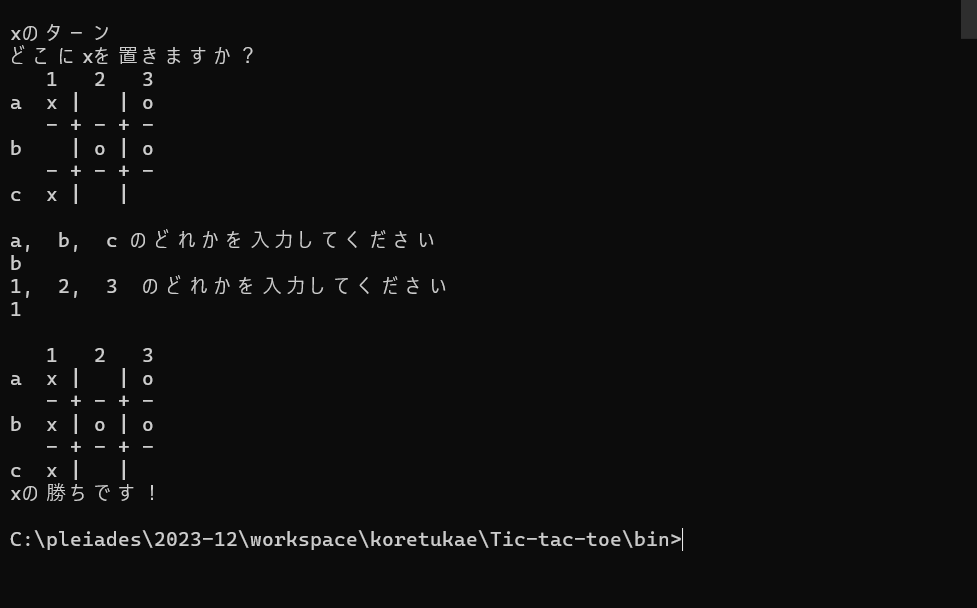 xのターン
どこにxを置きますか？
   1   2   3
a  x |   | o
   - + - + -
b    | o | o
   - + - + -
c  x |   |
a,  b,  c のどれかを入力してください
b
1,  2,  3  のどれかを入力してください
1
   1   2   3
a  x |   | o
   - + - + -
b  x | o | o
   - + - + -
c  x |   |
xの勝ちです！
C:\pleiades\2023-12\workspace\koretukae\Tic-tac-toe\bin>